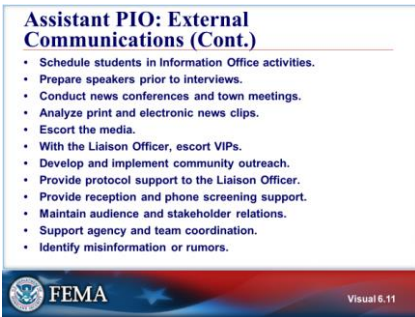 Assistant PIO: External
Communications (Cont.)
• Schedule students in Information Office activities.
• Prepare speakers prior to interviews.
• Conduct news conferences and town meetings.
• Analyze print and electronic news clips.
• Escort the media.
• With the Liaison Officer, escort VIPs.
• Develop and implement community outreach.
• Provide protocol support to the Liaison Officer.
• Provide reception and phone screening support.
• Maintain audience and stakeholder relations.
• Support agency and team coordination.
• Identify misinformation or rumors.
FEMA
Visual 6.11